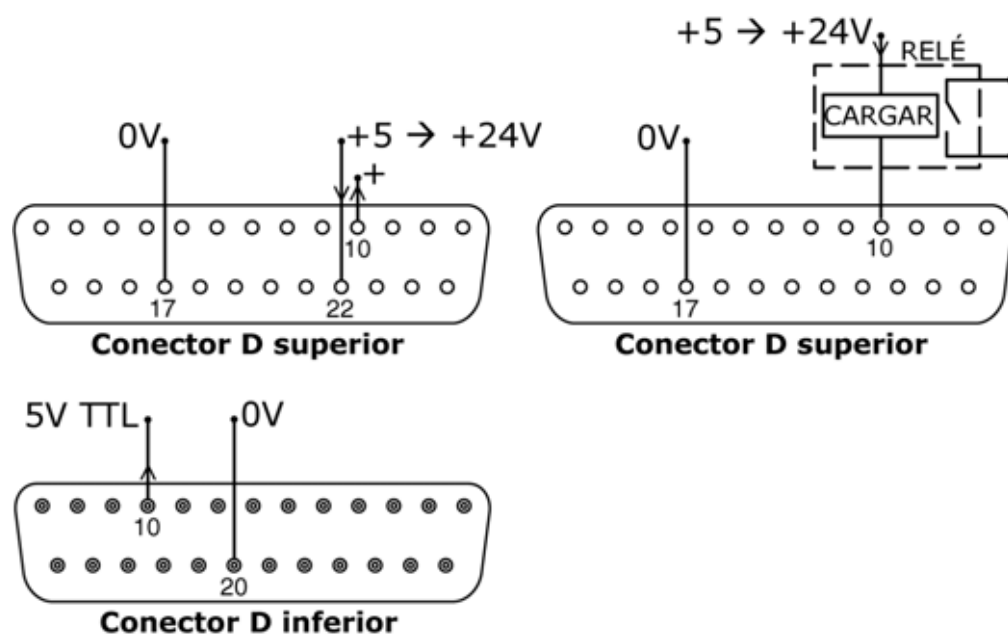 0V
+5 → +24V
+
10
17
22
Conector D superior
+5 → +24V
RELÉ
CARGAR
0V
10
17
Conector D superior
5V TTL
0V
10
20
Conector D inferior